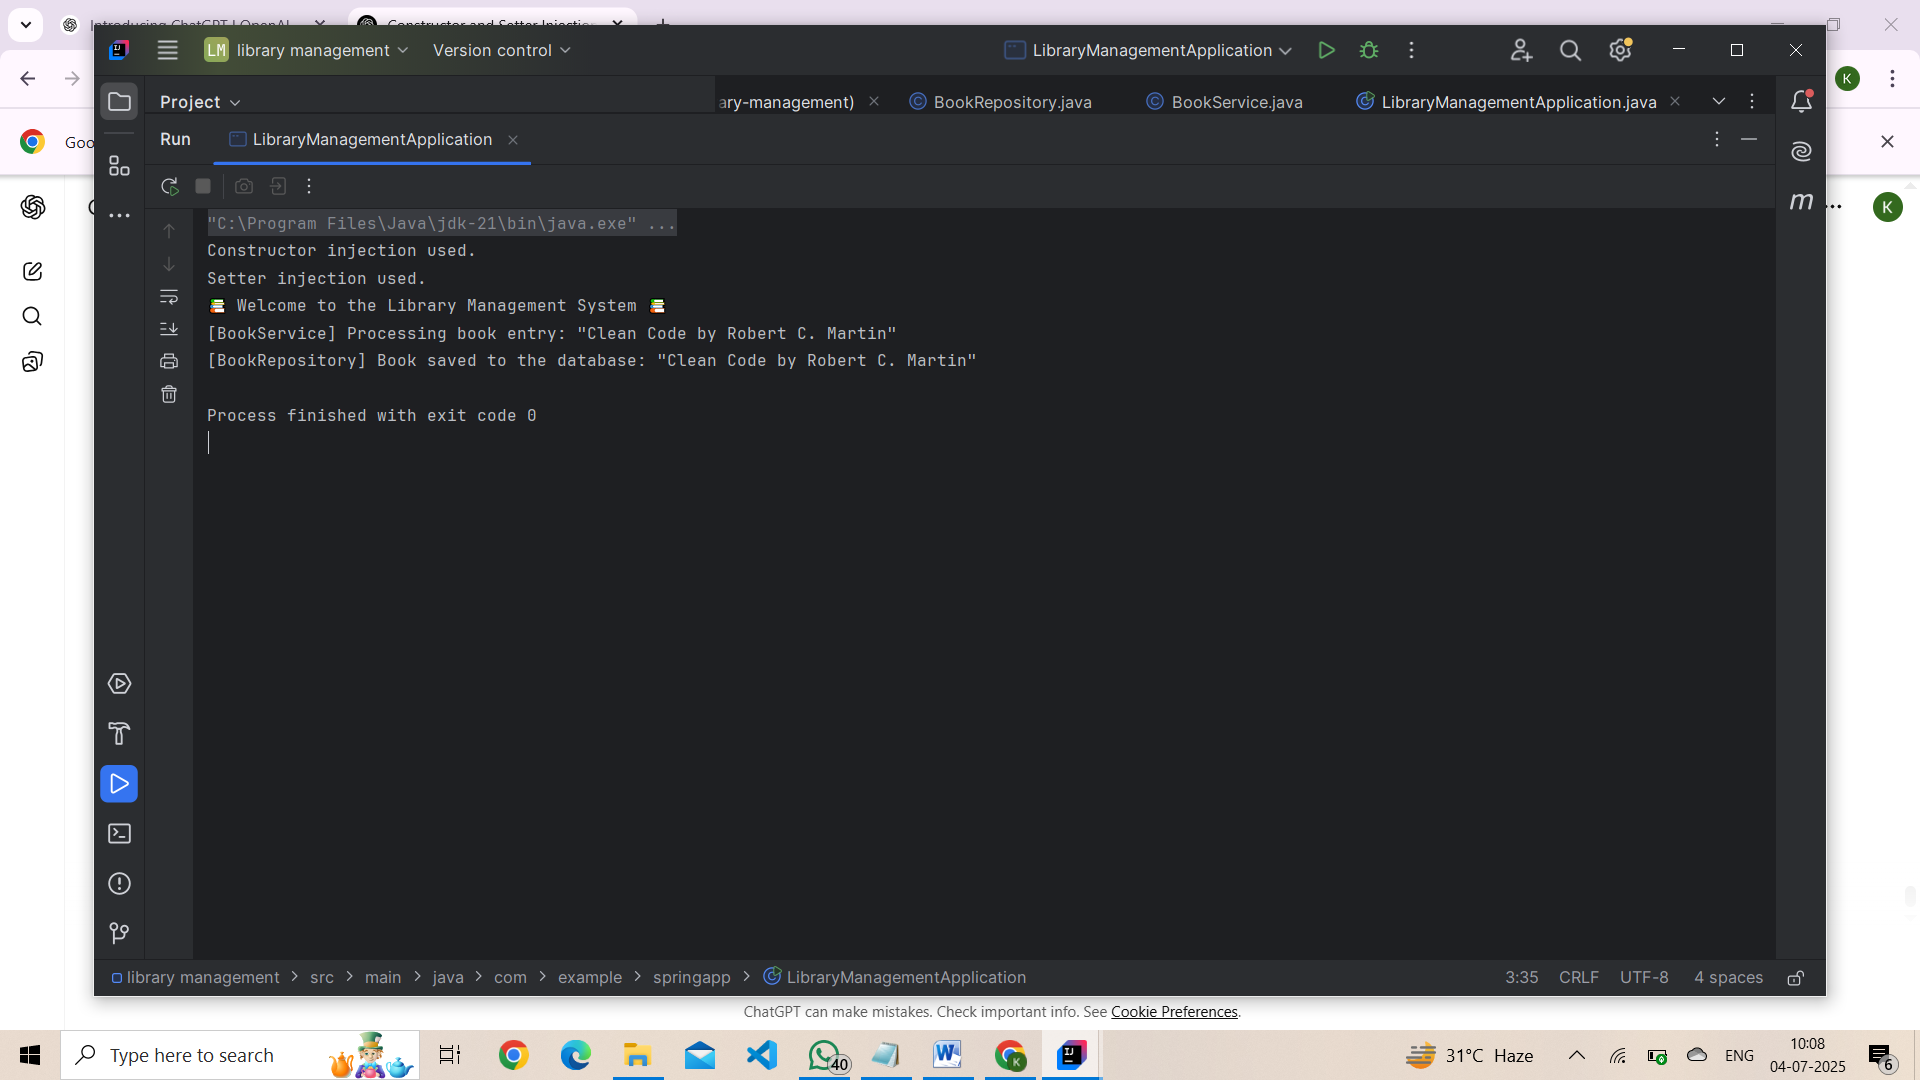 Introducing ChatGPT | OpenAI
Constructor and Setter Injectio
LM library management
Version control
LibraryManagementApplication
K
Project
ary-management)
BookRepository.java
BookService.java
LibraryManagementApplication.java
Goo
Run
LibraryManagementApplication
m
K
"C:\Program Files\Java\jdk-21\bin\java.exe" ...
Constructor injection used.
Setter injection used.
📚 Welcome to the Library Management System 📚
[BookService] Processing book entry: "Clean Code by Robert C. Martin"
[BookRepository] Book saved to the database: "Clean Code by Robert C. Martin"
Process finished with exit code 0
library management > src > main > java > com > example > springapp > LibraryManagementApplication
3:35 CRLF UTF-8 4 spaces
ChatGPT can make mistakes. Check important info. See Cookie Preferences.
Type here to search
40
K
31°C Haze
ENG
10:08
04-07-2025
6